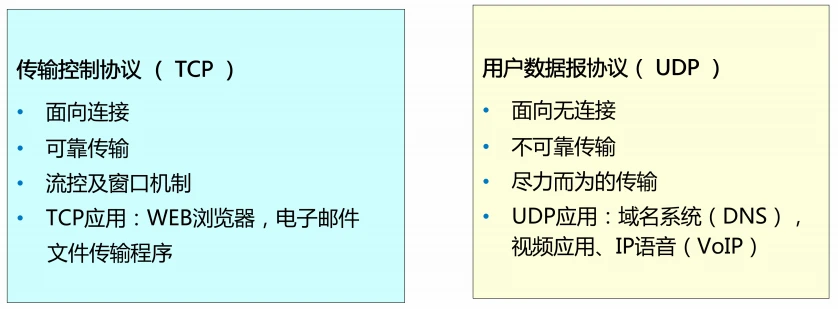 传输控制协议 （ TCP ）
• 面向连接
• 可靠传输
• 流控及窗口机制
• TCP应用：WEB浏览器，电子邮件
文件传输程序
用户数据报协议（ UDP ）
• 面向无连接
• 不可靠传输
• 尽力而为的传输
• UDP应用：域名系统（DNS），
视频应用、IP语音（VoIP）